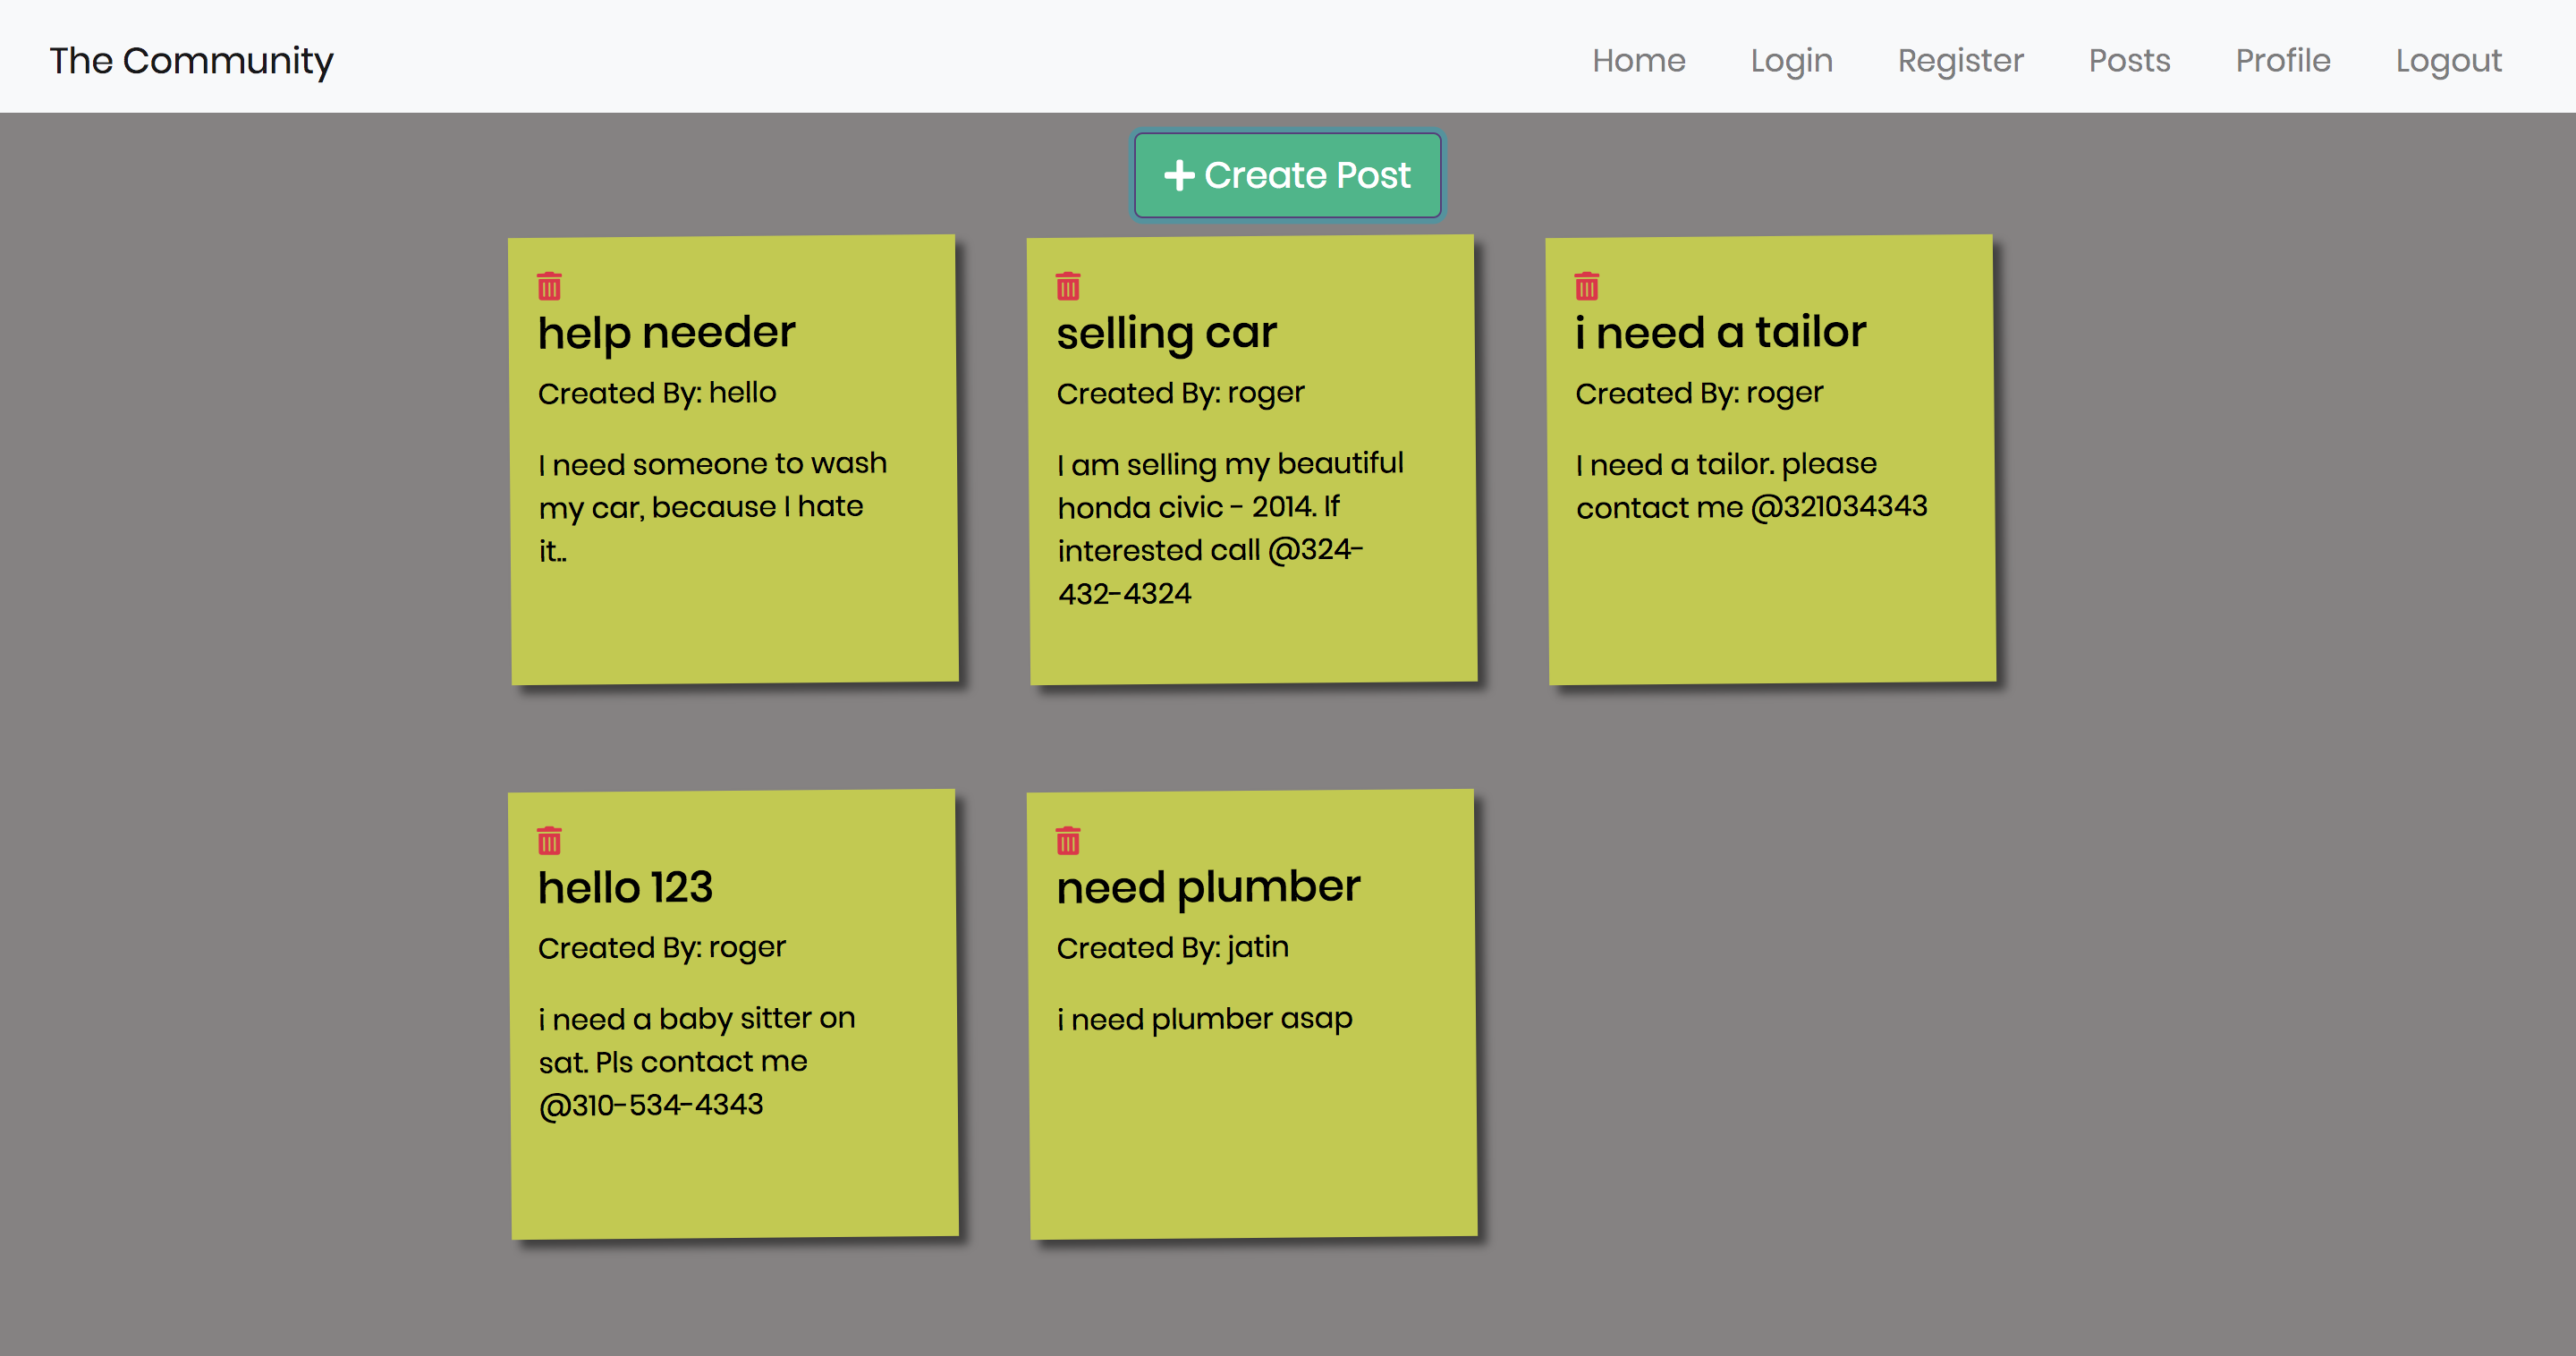 The Community
Home Login Register Posts Profile Logout
Create Post
help needer
Created By: hello
I need someone to wash
my car, because I hate
it..
selling car
Created By: roger
I am selling my beautiful
honda civic - 2014. If
interested call @324-
432-4324
i need a tailor
Created By: roger
I need a tailor. please
contact me @321034343
hello 123
Created By: roger
i need a baby sitter on
sat. Pls contact me
@310-534-4343
need plumber
Created By: jatin
i need plumber asap